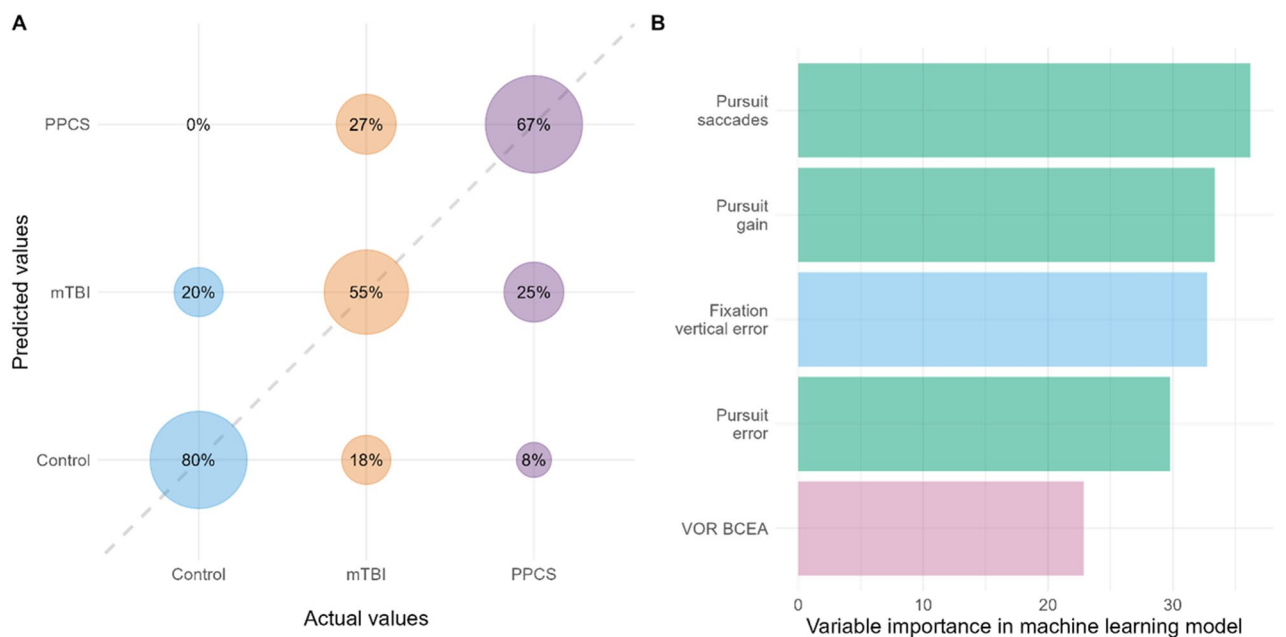 A
PPCS
0%
27%
67%
mTBI
20%
55%
25%
Control
80%
18%
8%
Control
mTBI
PPCS
Predicted values
Actual values
B
Pursuit
saccades
Pursuit
gain
Fixation
vertical error
Pursuit
error
VOR BCEA
0
10
20
30
Variable importance in machine learning model